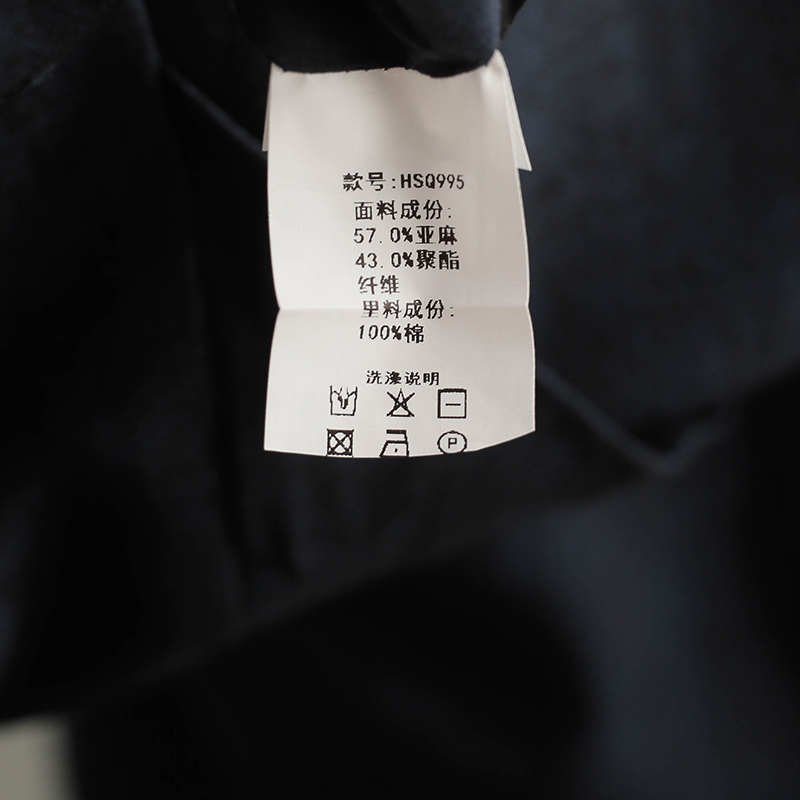 款号:HSQ995
面料成份:
57.0%亚麻
43.0%聚酯
纤维
里料成份:
100%棉
洗涤说明
P